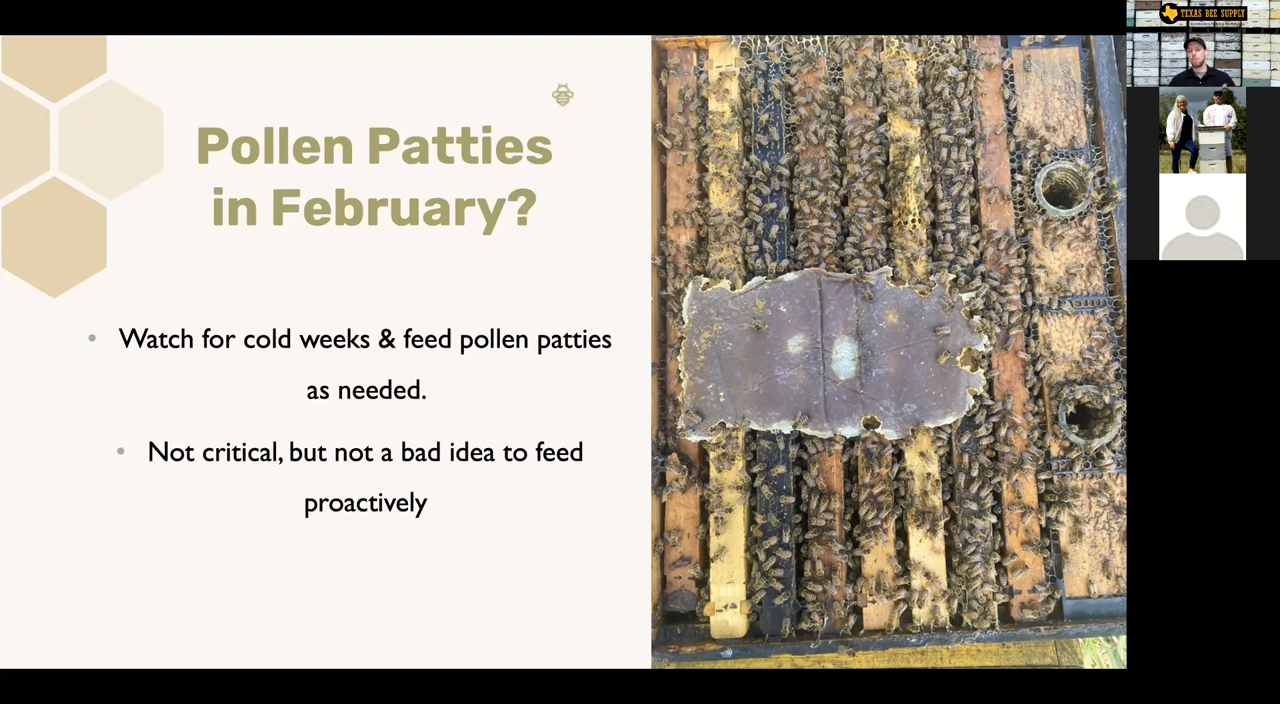 Pollen Patties
in February?
Watch for cold weeks & feed pollen patties
as needed.
Not critical, but not a bad idea to feed
proactively
TEXAS BEE SUPPLY